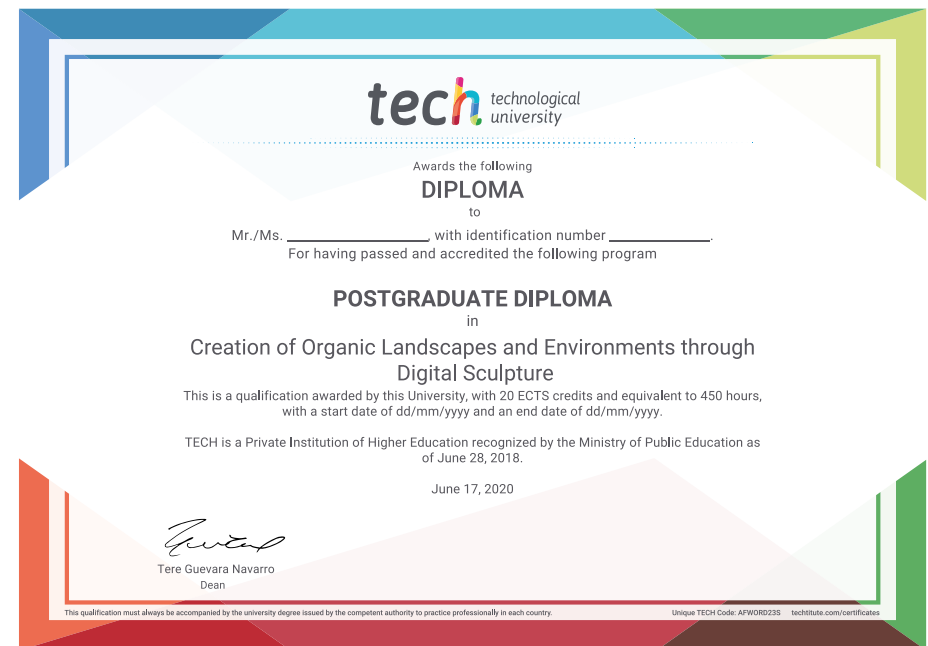 tech technological
university
Awards the following
DIPLOMA
to
Mr./Ms. ____________________, with identification number ______________.
For having passed and accredited the following program
POSTGRADUATE DIPLOMA
in
Creation of Organic Landscapes and Environments through
Digital Sculpture
This is a qualification awarded by this University, with 20 ECTS credits and equivalent to 450 hours,
with a start date of dd/mm/yyyy and an end date of dd/mm/yyyy.
TECH is a Private Institution of Higher Education recognized by the Ministry of Public Education as
of June 28, 2018.
June 17, 2020
Tere Guevara Navarro
Dean
This qualification must always be accompanied by the university degree issued by the competent authority to practice professionally in each country. Unique TECH Code: AFWORD23S techtitute.com/certificates